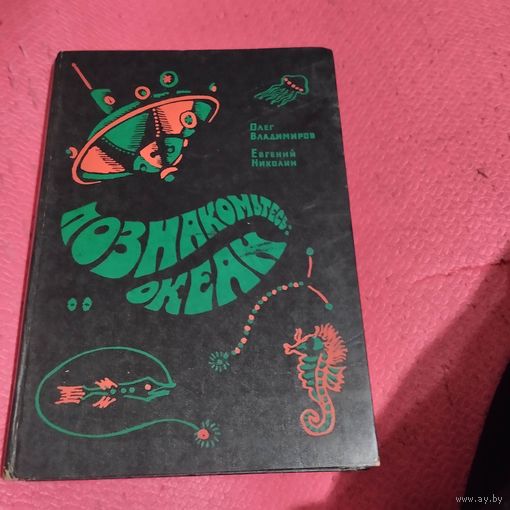 Олег
Владимиров
Евгений
Николин
ПОЗНАКОМЬТЕСЬ:
ОКЕАН
www.ay.by